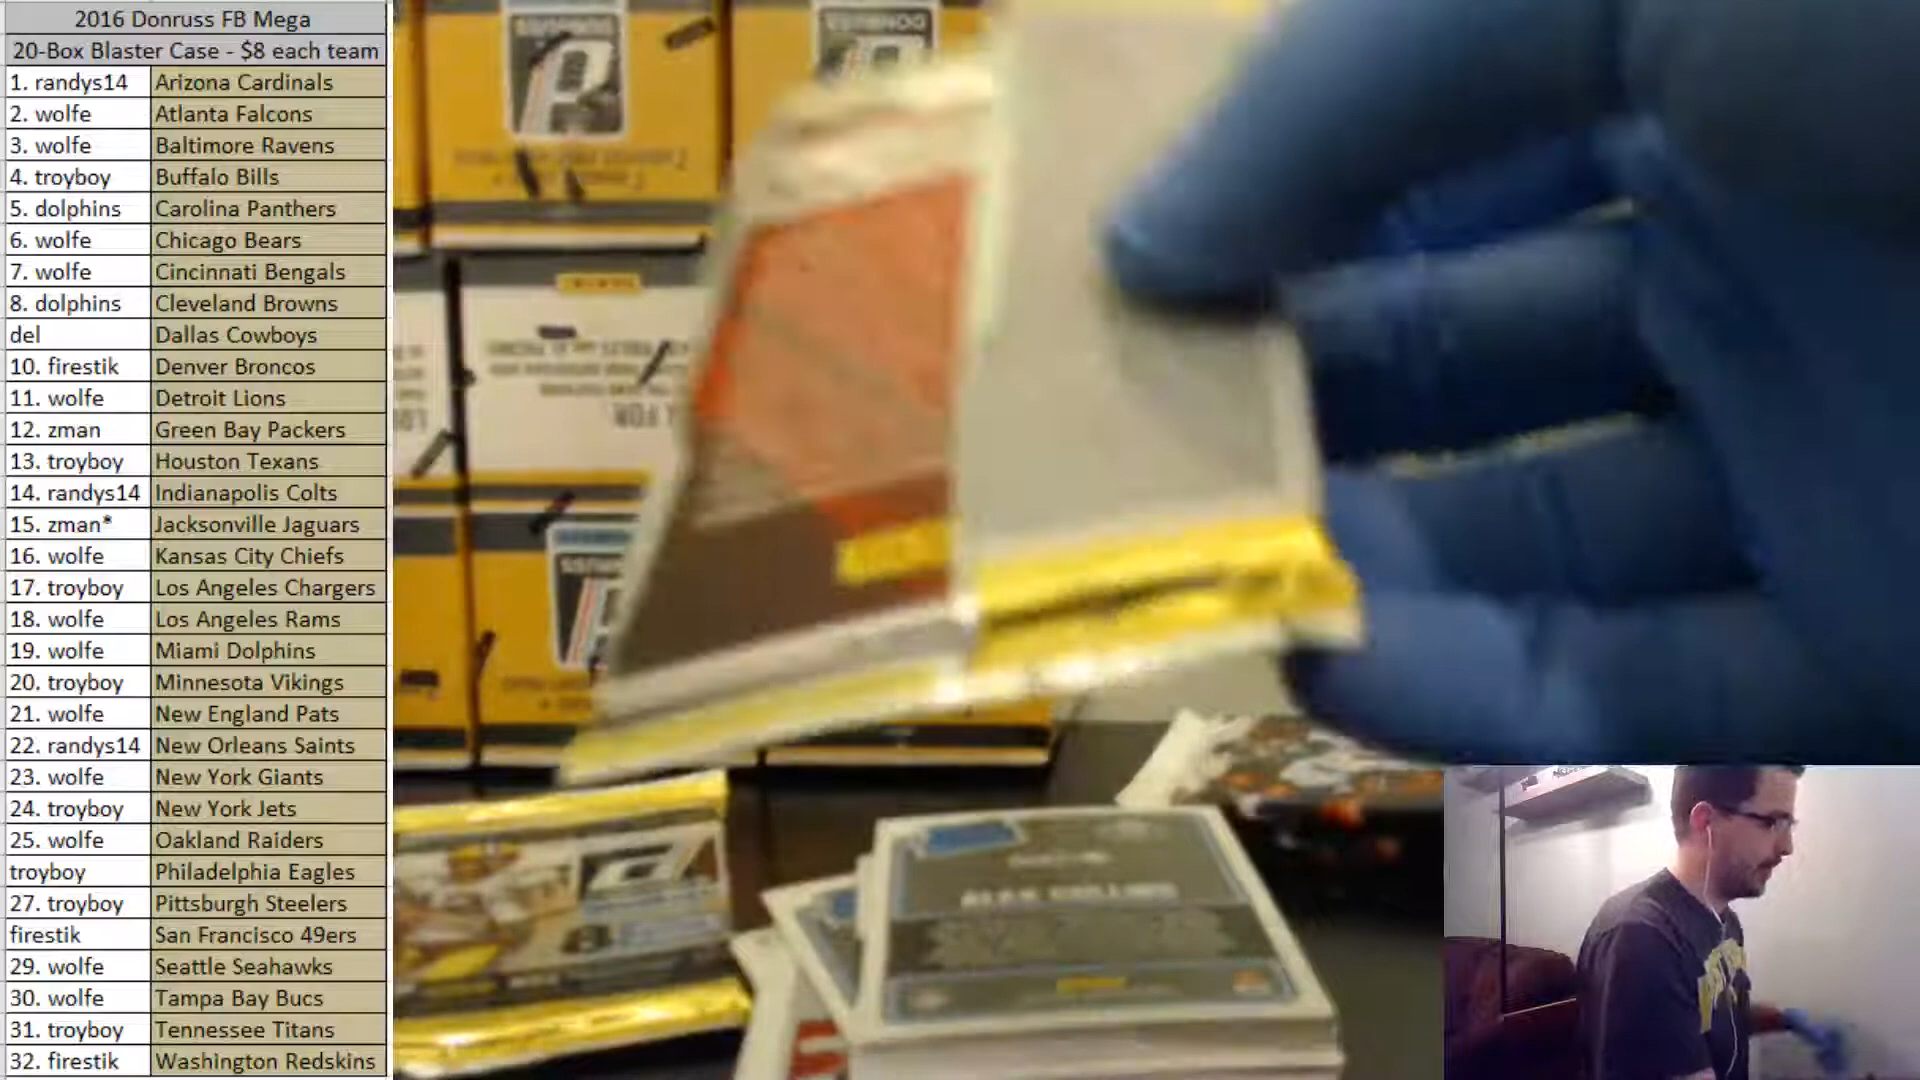 2016 Donruss FB Mega
20-Box Blaster Case - $8 each team
1. randys14 Arizona Cardinals
2. wolfe Atlanta Falcons
3. wolfe Baltimore Ravens
4. troyboy Buffalo Bills
5. dolphins Carolina Panthers
6. wolfe Chicago Bears
7. wolfe Cincinnati Bengals
8. dolphins Cleveland Browns
del Dallas Cowboys
10. firestik Denver Broncos
11. wolfe Detroit Lions
12. zman Green Bay Packers
13. troyboy Houston Texans
14. randys14 Indianapolis Colts
15. zman* Jacksonville Jaguars
16. wolfe Kansas City Chiefs
17. troyboy Los Angeles Chargers
18. wolfe Los Angeles Rams
19. wolfe Miami Dolphins
20. troyboy Minnesota Vikings
21. wolfe New England Pats
22. randys14 New Orleans Saints
23. wolfe New York Giants
24. troyboy New York Jets
25. wolfe Oakland Raiders
troyboy Philadelphia Eagles
27. troyboy Pittsburgh Steelers
firestik San Francisco 49ers
29. wolfe Seattle Seahawks
30. wolfe Tampa Bay Bucs
31. troyboy Tennessee Titans
32. firestik Washington Redskins
DONRUSS
DONRUSS
FOR
ALEX COLLINS